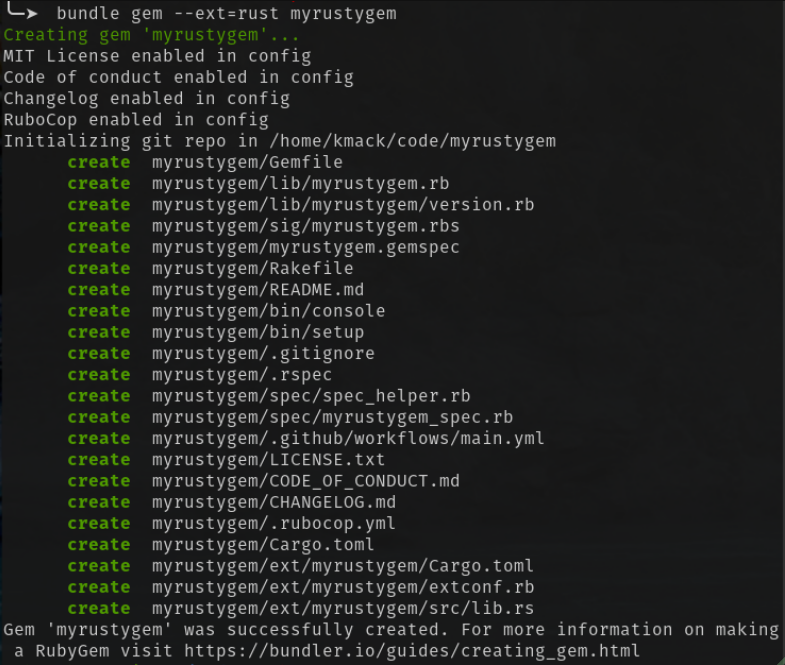 ╰─➤  bundle gem --ext=rust myrustygem
Creating gem 'myrustygem'...
MIT License enabled in config
Code of conduct enabled in config
Changelog enabled in config
RuboCop enabled in config
Initializing git repo in /home/kmack/code/myrustygem
      create  myrustygem/Gemfile
      create  myrustygem/lib/myrustygem.rb
      create  myrustygem/lib/myrustygem/version.rb
      create  myrustygem/sig/myrustygem.rbs
      create  myrustygem/myrustygem.gemspec
      create  myrustygem/Rakefile
      create  myrustygem/README.md
      create  myrustygem/bin/console
      create  myrustygem/bin/setup
      create  myrustygem/.gitignore
      create  myrustygem/.rspec
      create  myrustygem/spec/spec_helper.rb
      create  myrustygem/spec/myrustygem_spec.rb
      create  myrustygem/.github/workflows/main.yml
      create  myrustygem/LICENSE.txt
      create  myrustygem/CODE_OF_CONDUCT.md
      create  myrustygem/CHANGELOG.md
      create  myrustygem/.rubocop.yml
      create  myrustygem/Cargo.toml
      create  myrustygem/ext/myrustygem/Cargo.toml
      create  myrustygem/ext/myrustygem/extconf.rb
      create  myrustygem/ext/myrustygem/src/lib.rs
Gem 'myrustygem' was successfully created. For more information on making
 a RubyGem visit https://bundler.io/guides/creating_gem.html